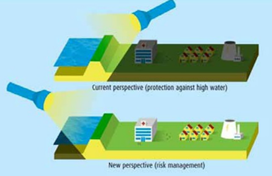 Current perspective (protection against high water)
New perspective (risk management)